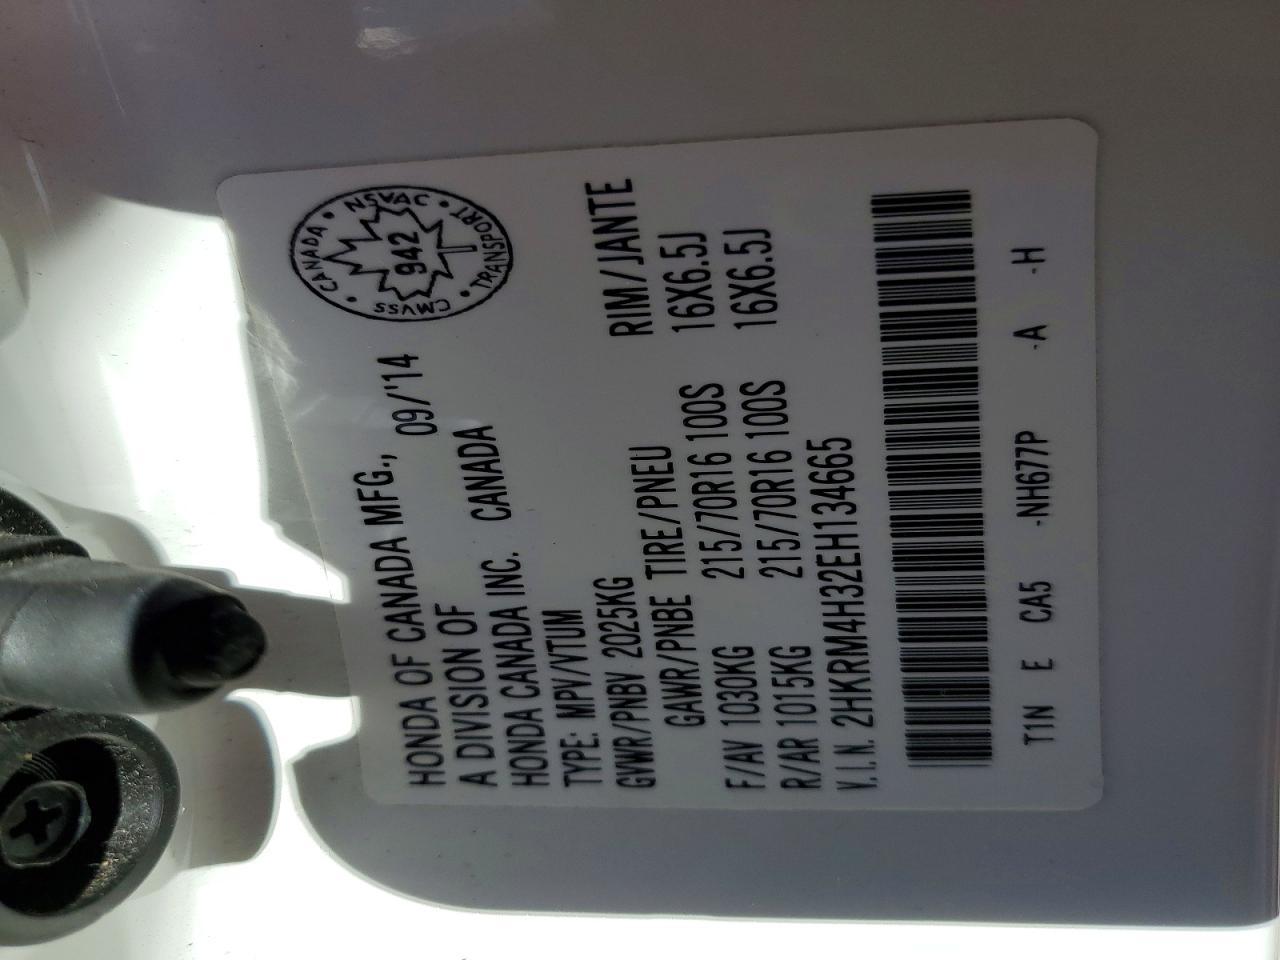 HONDA OF CANADA MFG., 09/'14
A DIVISION OF
HONDA CANADA INC. CANADA
TYPE: MPV/VTUM
GVWR/PNBV 2025KG
GAWR/PNBE TIRE/PNEU RIM/JANTE
F/AV 1030KG 215/70R16 100S 16X6.5J
R/AR 1015KG 215/70R16 100S 16X6.5J
V.I.N. 2HKRM4H32EH134665
T1N E CA5 -NH677P -A -H
CANADA · NSVAC · TRANSPORT · CMVSS ·
942